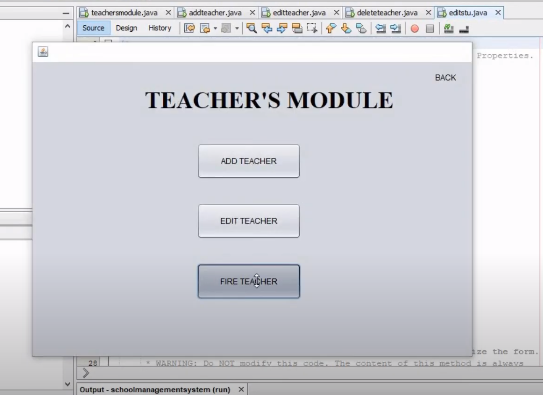 teachersmodule.java × addteacher.java × editteacher.java × deleteteacher.java × editstu.java ×
Source Design History
Properties.
BACK
TEACHER'S MODULE
ADD TEACHER
EDIT TEACHER
FIRE TEACHER
ize the form.
28 * WARNING: Do NOT modify this code. The content of this method is always
Output - schoolmanagementsystem (run) ×